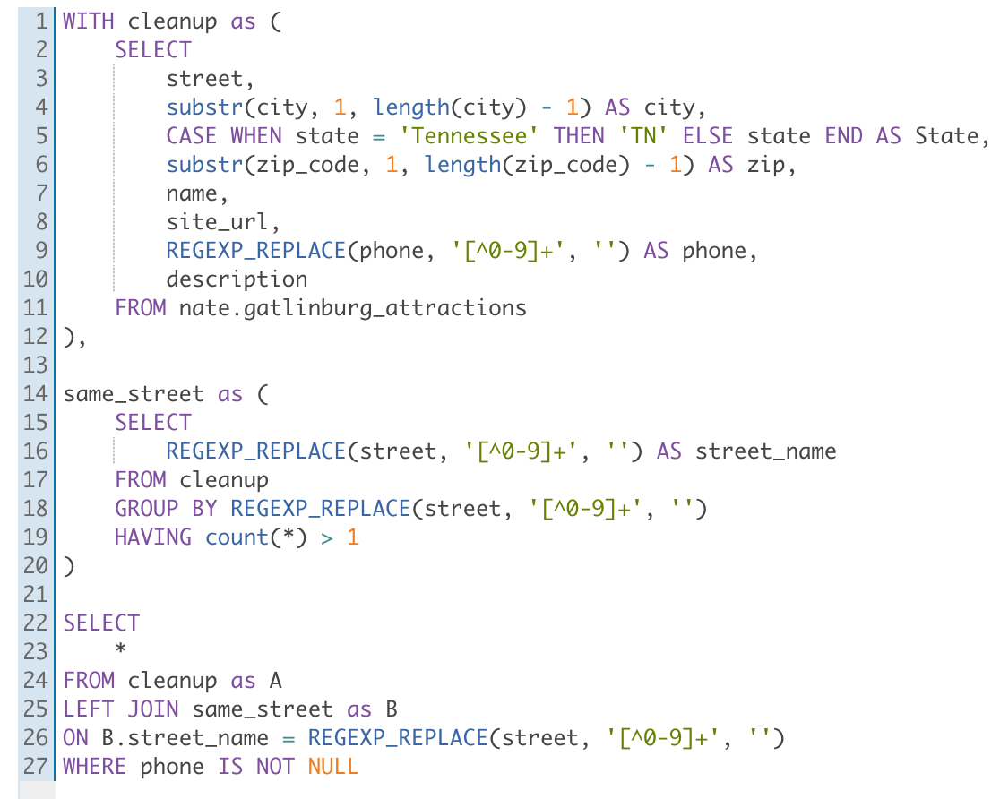 1 WITH cleanup as (
2     SELECT
3         street,
4         substr(city, 1, length(city) - 1) AS city,
5         CASE WHEN state = 'Tennessee' THEN 'TN' ELSE state END AS State,
6         substr(zip_code, 1, length(zip_code) - 1) AS zip,
7         name,
8         site_url,
9         REGEXP_REPLACE(phone, '[^0-9]+', '') AS phone,
10         description
11     FROM nate.gatlinburg_attractions
12 ),
13
14 same_street as (
15     SELECT
16         REGEXP_REPLACE(street, '[^0-9]+', '') AS street_name
17     FROM cleanup
18     GROUP BY REGEXP_REPLACE(street, '[^0-9]+', '')
19     HAVING count(*) > 1
20 )
21
22 SELECT
23     *
24 FROM cleanup as A
25 LEFT JOIN same_street as B
26 ON B.street_name = REGEXP_REPLACE(street, '[^0-9]+', '')
27 WHERE phone IS NOT NULL